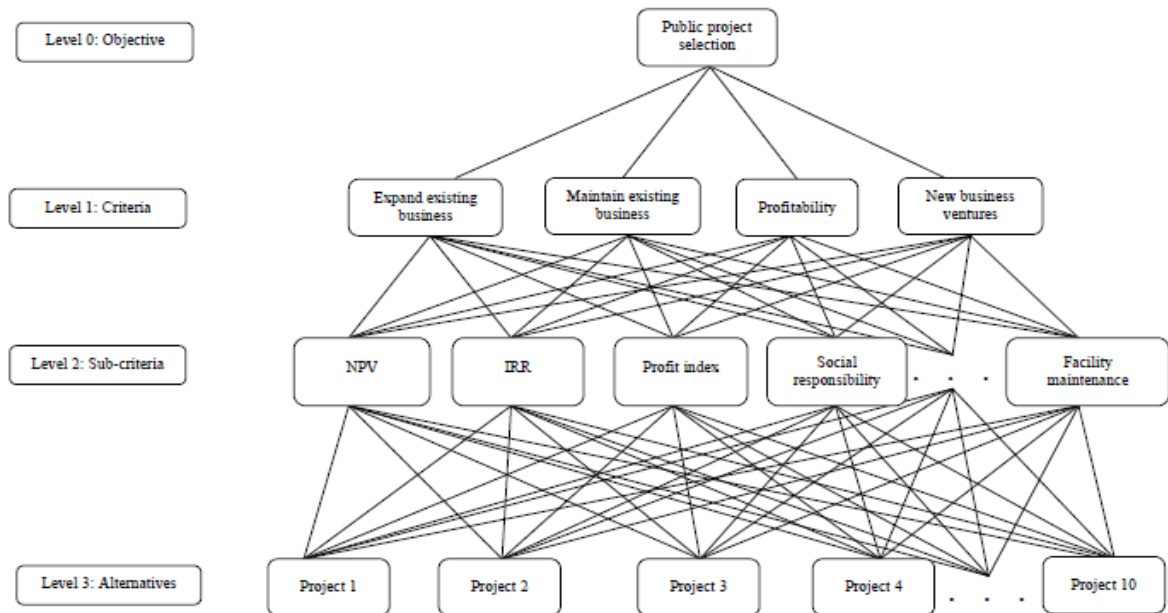 Level 0: Objective
Public project
selection
Level 1: Criteria
Expand existing
business
Maintain existing
business
Profitability
New business
ventures
Level 2: Sub-criteria
NPV
IRR
Profit index
Social
responsibility
. . .
Facility
maintenance
Level 3: Alternatives
Project 1
Project 2
Project 3
Project 4
. . .
Project 10